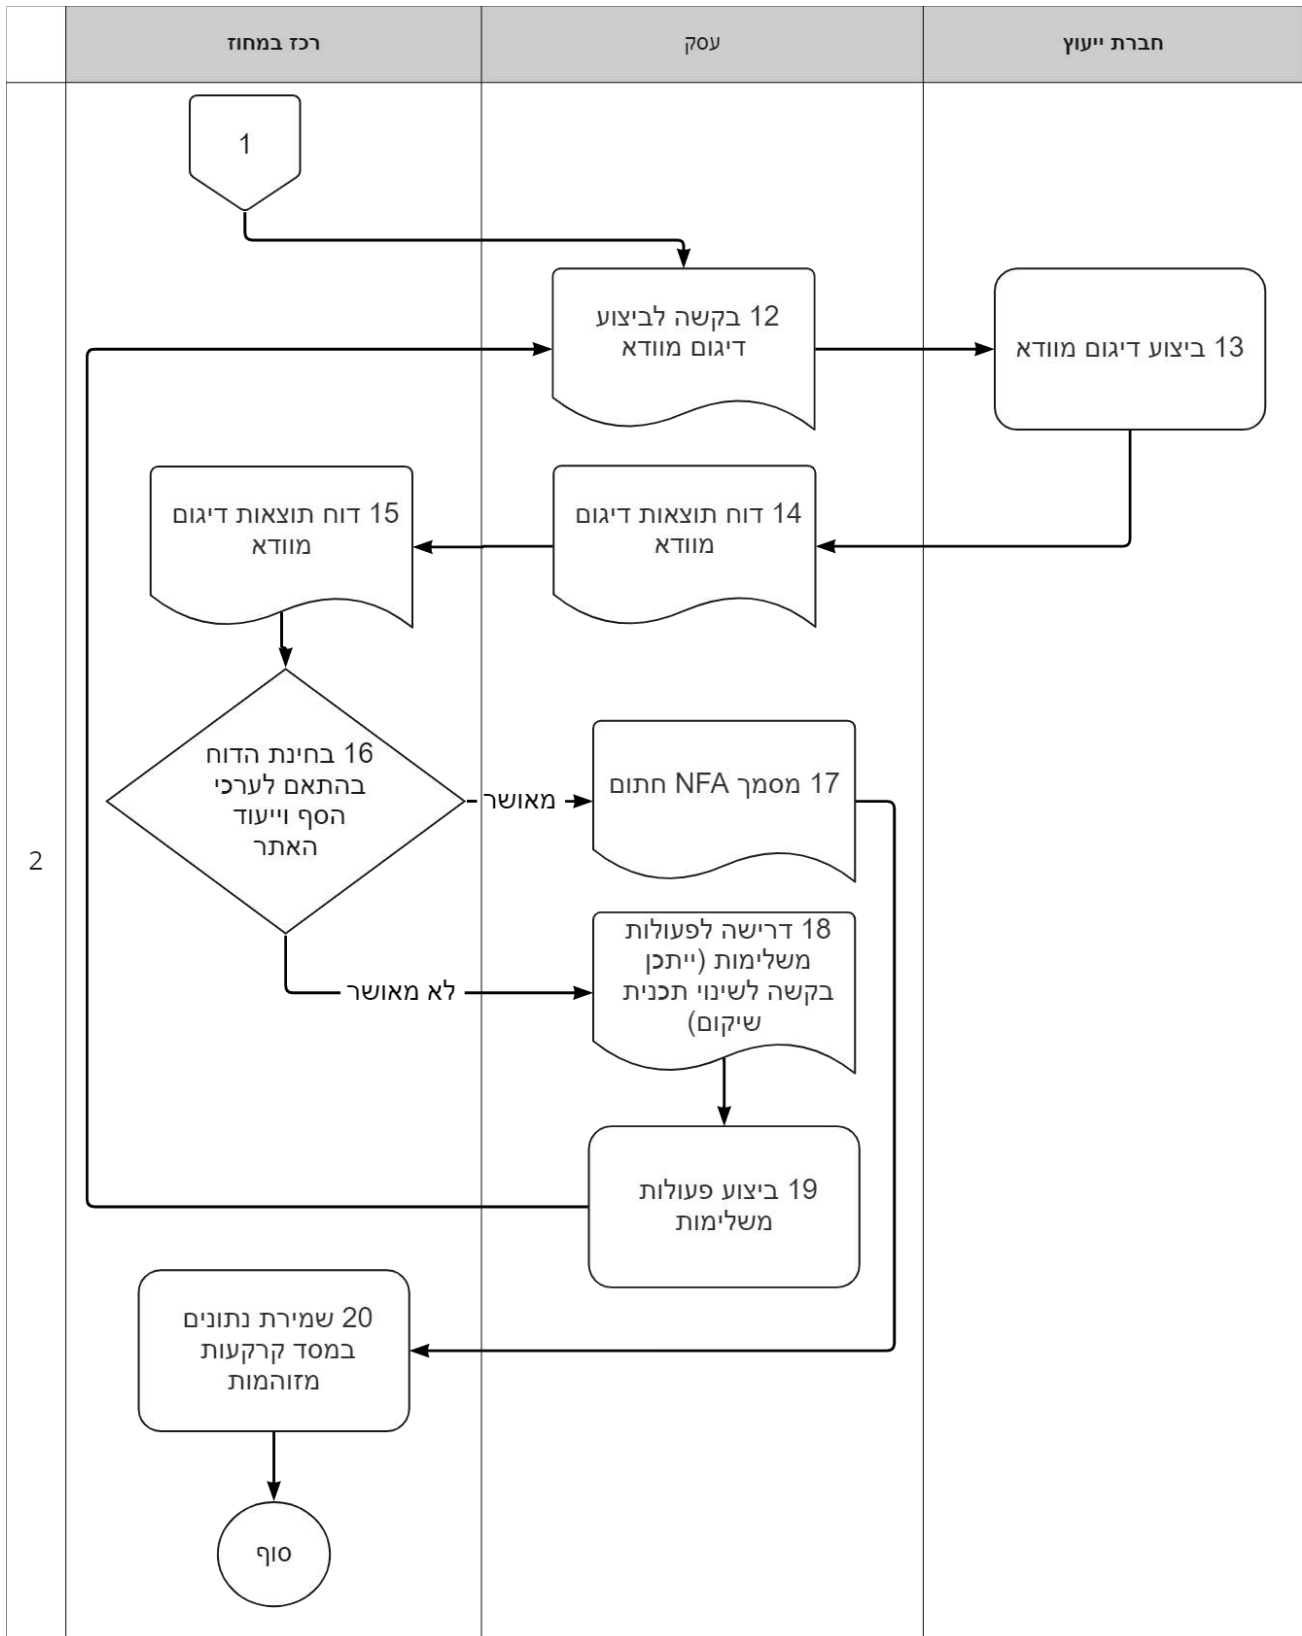 רכז במחוז
עסק
חברת ייעוץ
1
12 בקשה לביצוע
דיגום מוודא
13 ביצוע דיגום מוודא
14 דוח תוצאות דיגום
מוודא
15 דוח תוצאות דיגום
מוודא
16 בחינת הדוח
בהתאם לערכי
הסף וייעוד
האתר
מאושר
17 מסמך NFA חתום
2
לא מאושר
18 דרישה לפעולות
משלימות (ייתכן
בקשה לשינוי תכנית
שיקום)
19 ביצוע פעולות
משלימות
20 שמירת נתונים
במסד קרקעות
מזוהמות
סוף